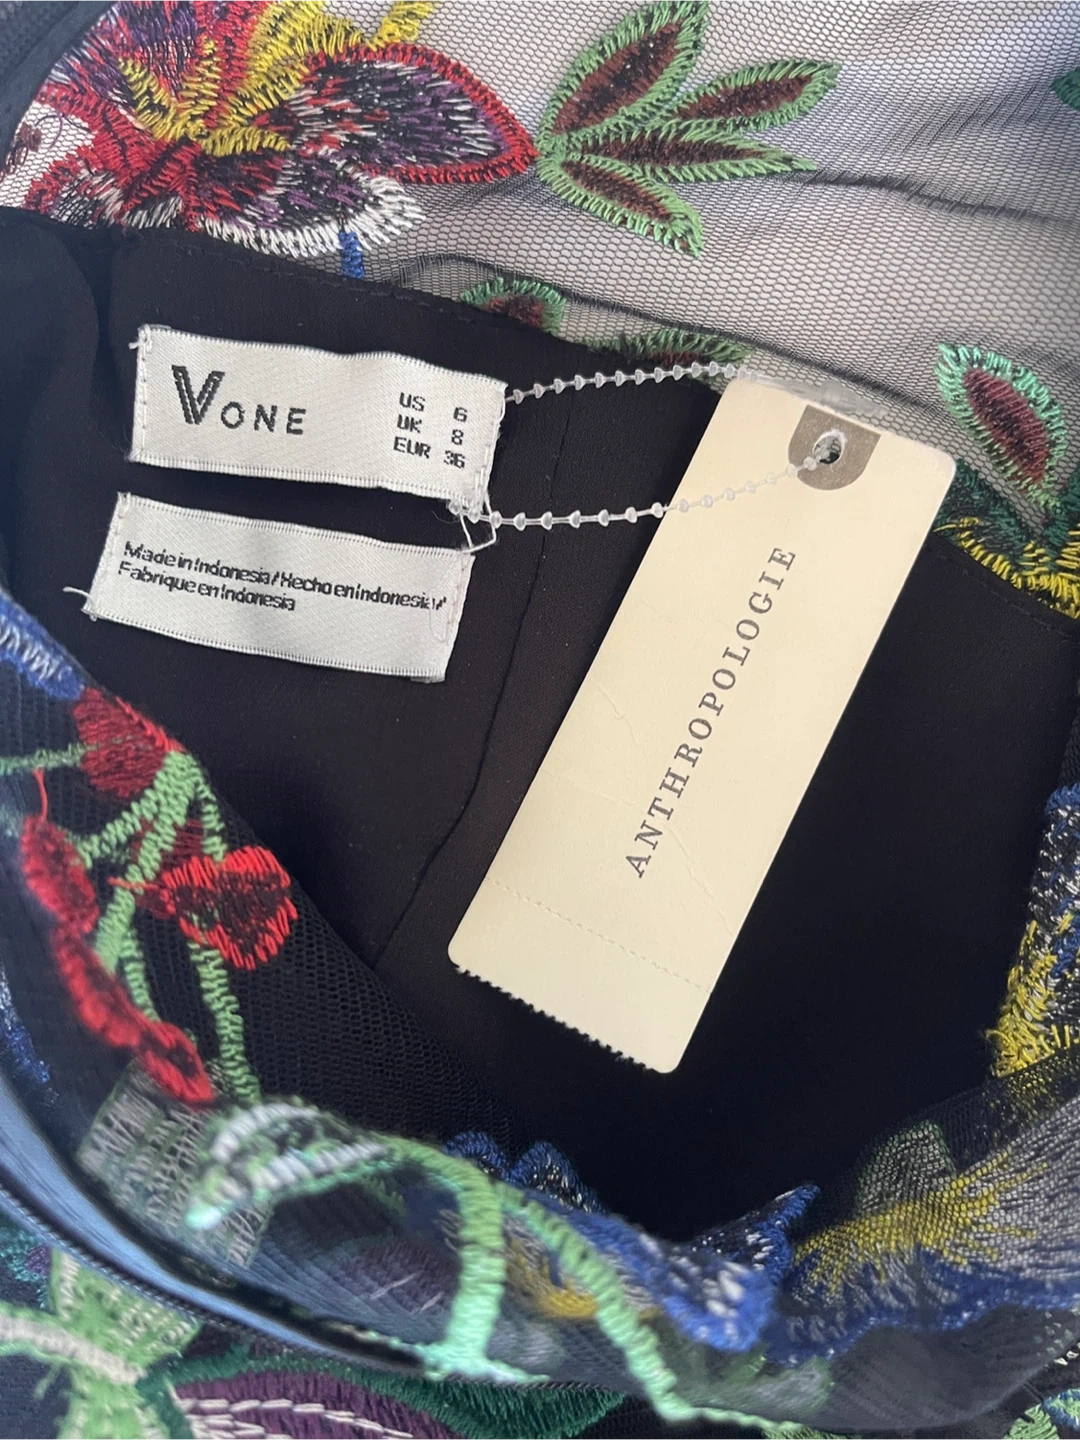 VONE
US 6
UK 8
EUR 36
Made in Indonesia / Hecho en Indonesia /
Fabrique en Indonesia
ANTHROPOLOGIE